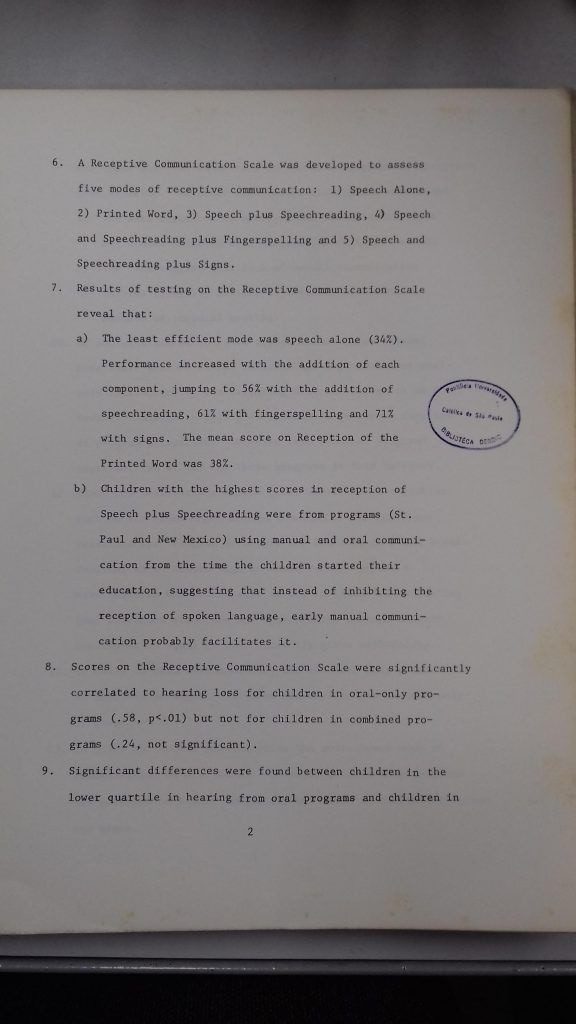 6. A Receptive Communication Scale was developed to assess
five modes of receptive communication: 1) Speech Alone,
2) Printed Word, 3) Speech plus Speechreading, 4) Speech
and Speechreading plus Fingerspelling and 5) Speech and
Speechreading plus Signs.
7. Results of testing on the Receptive Communication Scale
reveal that:
a) The least efficient mode was speech alone (34%).
Performance increased with the addition of each
component, jumping to 56% with the addition of
speechreading, 61% with fingerspelling and 71%
with signs. The mean score on Reception of the
Printed Word was 38%.
Pontifícia Universidade
Católica de São Paulo
BIBLIOTÉCA DERDIC
b) Children with the highest scores in reception of
Speech plus Speechreading were from programs (St.
Paul and New Mexico) using manual and oral communi-
cation from the time the children started their
education, suggesting that instead of inhibiting the
reception of spoken language, early manual communi-
cation probably facilitates it.
8. Scores on the Receptive Communication Scale were significantly
correlated to hearing loss for children in oral-only pro-
grams (.58, p<.01) but not for children in combined pro-
grams (.24, not significant).
9. Significant differences were found between children in the
lower quartile in hearing from oral programs and children in
2